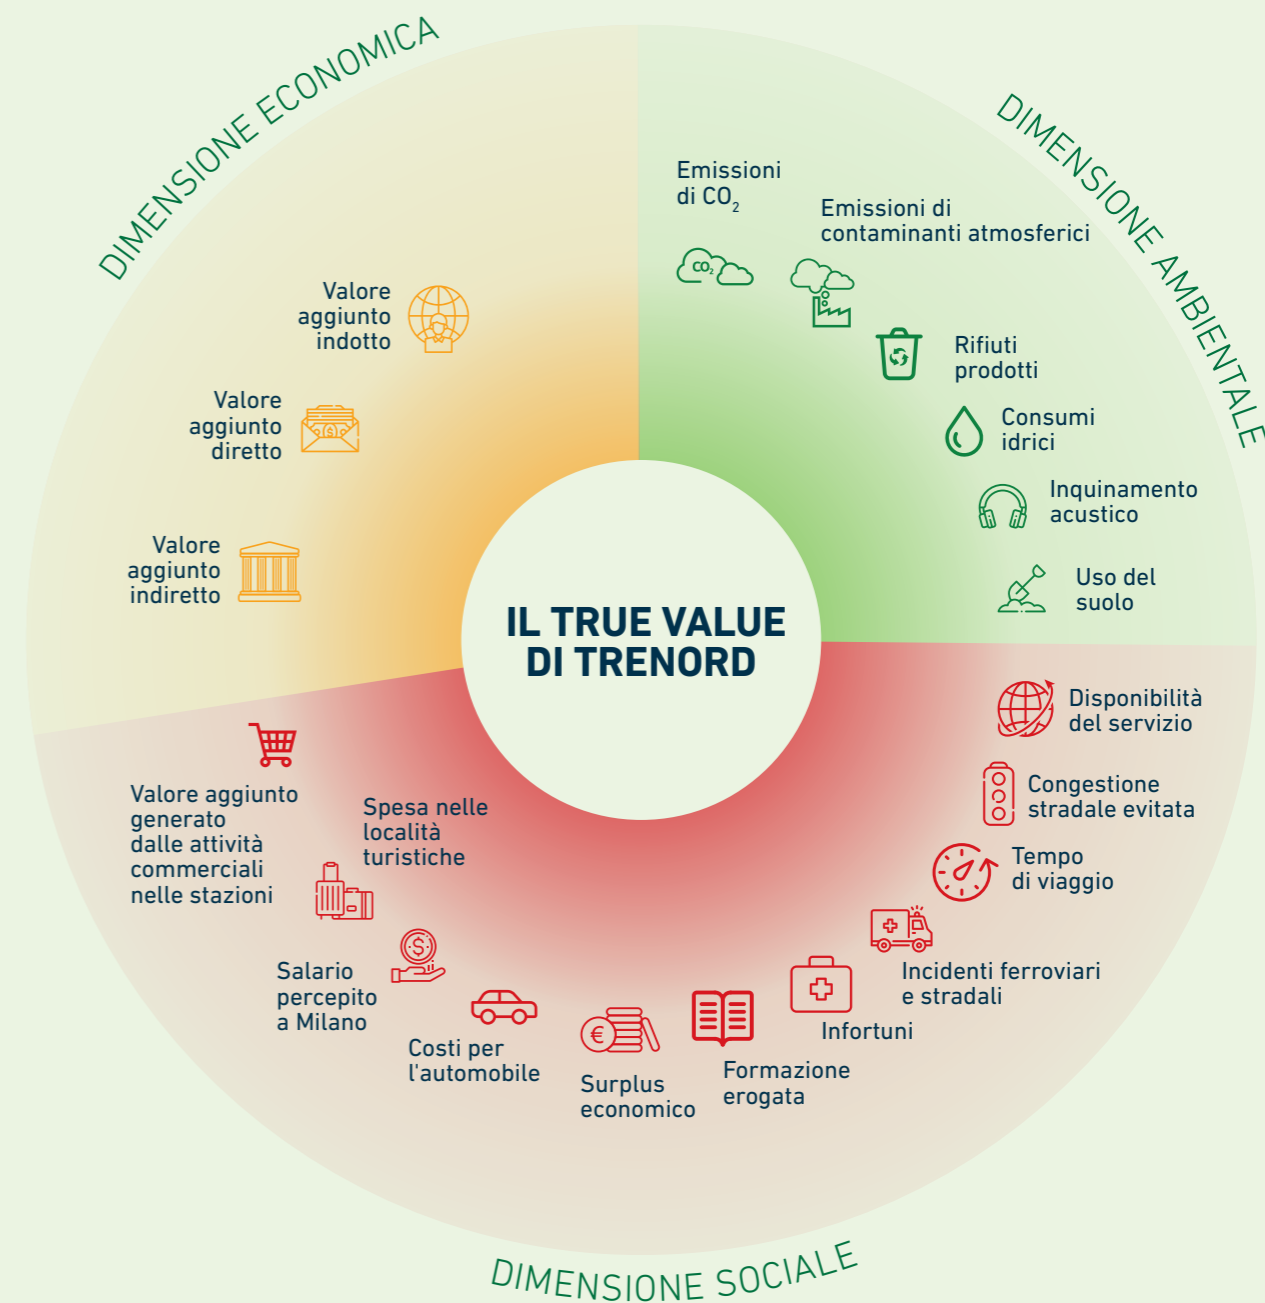 DIMENSIONE ECONOMICA
DIMENSIONE AMBIENTALE
Emissioni
di CO2
CO2
Emissioni di
contaminanti atmosferici
Rifiuti
prodotti
Consumi
idrici
Inquinamento
acustico
Uso del
suolo
Valore
aggiunto
indotto
Valore
aggiunto
diretto
$
Valore
aggiunto
indiretto
IL TRUE VALUE
DI TRENORD
Disponibilità
del servizio
Congestione
stradale evitata
Tempo
di viaggio
Incidenti ferroviari
e stradali
Infortuni
Formazione
erogata
€
Surplus
economico
Costi per
l'automobile
$
Salario
percepito
a Milano
Spesa nelle
località
turistiche
Valore aggiunto
generato
dalle attività
commerciali
nelle stazioni
DIMENSIONE SOCIALE